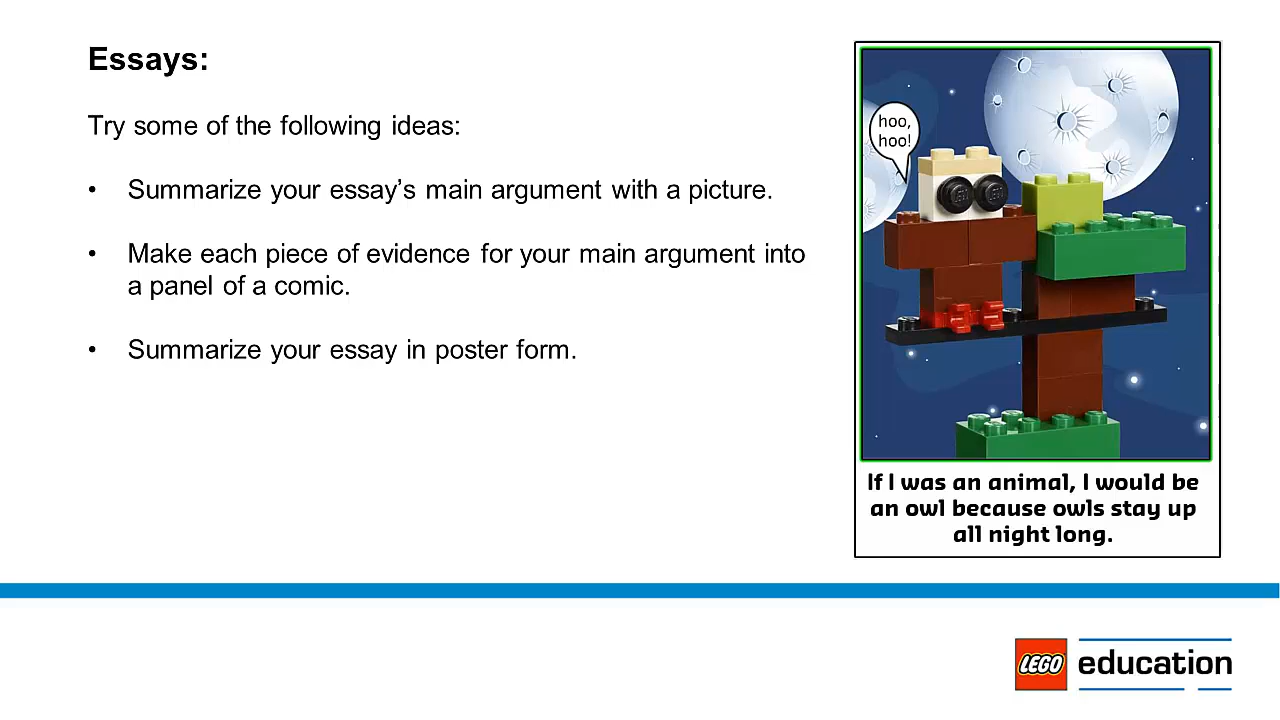 Essays:
Try some of the following ideas:
• Summarize your essay’s main argument with a picture.
• Make each piece of evidence for your main argument into
a panel of a comic.
• Summarize your essay in poster form.
hoo,
hoo!
If I was an animal, I would be
an owl because owls stay up
all night long.
LEGO education